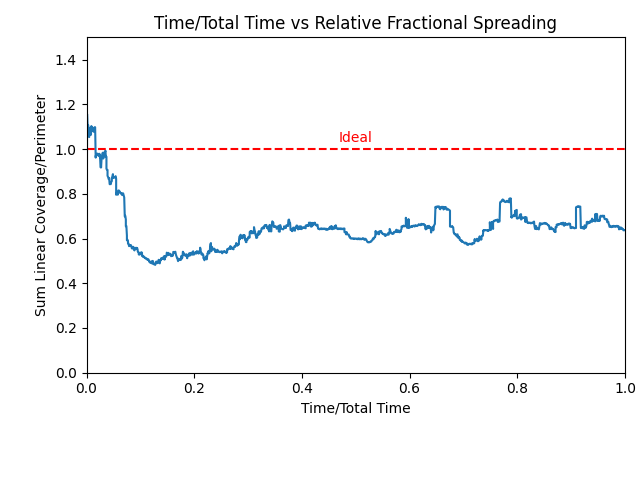 Time/Total Time vs Relative Fractional Spreading
Sum Linear Coverage/Perimeter
1.4
1.2
1.0
0.8
0.6
0.4
0.2
0.0
Ideal
0.0 0.2 0.4 0.6 0.8 1.0
Time/Total Time